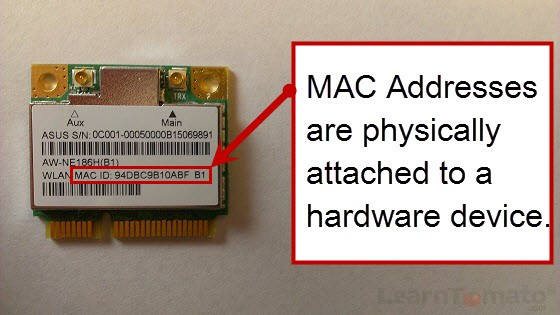 TRX
Aux
Main
ASUS S/N: 0C001-00050000B15069891
AW-NE186H(B1)
WLAN MAC ID: 94DBC9B10ABF B1
MAC Addresses
are physically
attached to a
hardware device.
LearnTomato
.com